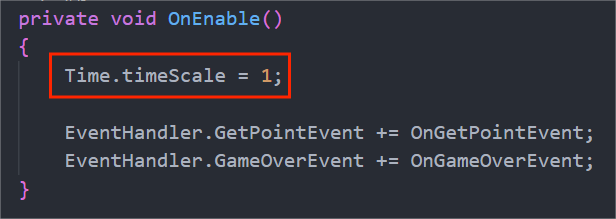 private void OnEnable()
{
Time.timeScale = 1;
EventHandler.GetPointEvent += OnGetPointEvent;
EventHandler.GameOverEvent += OnGameOverEvent;
}